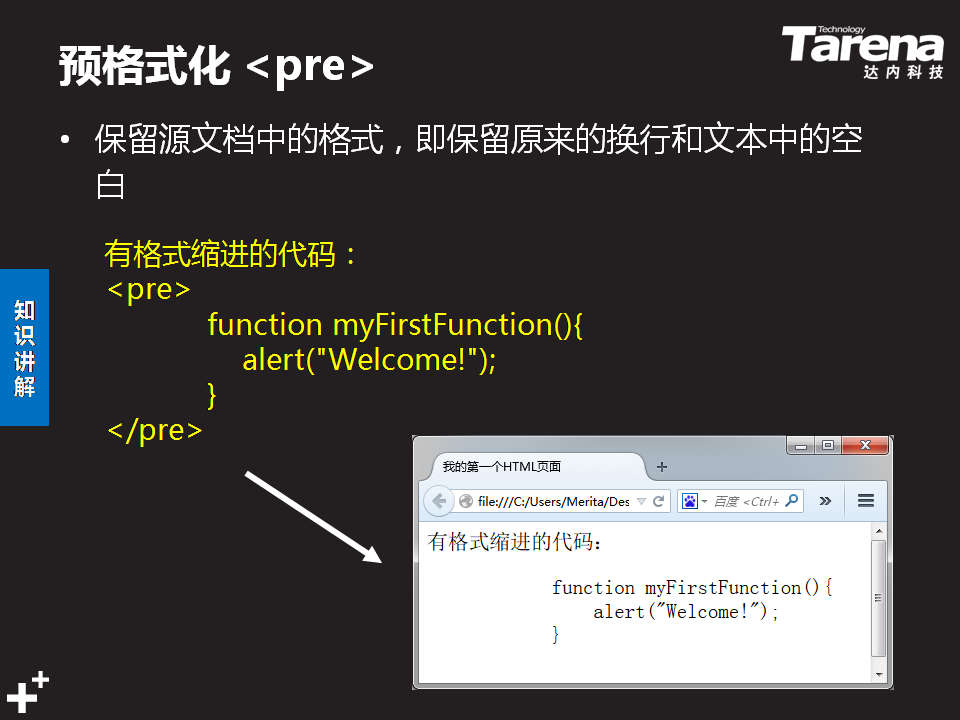 预格式化 <pre>
Technology
Tarena
达内科技
• 保留源文档中的格式，即保留原来的换行和文本中的空
白
有格式缩进的代码：
<pre>
function myFirstFunction(){
alert("Welcome!");
}
</pre>
知
识
讲
解
我的第一个HTML页面
file:///C:/Users/Merita/Des
百度 <Ctrl+
有格式缩进的代码：
function myFirstFunction(){
alert("Welcome!");
}